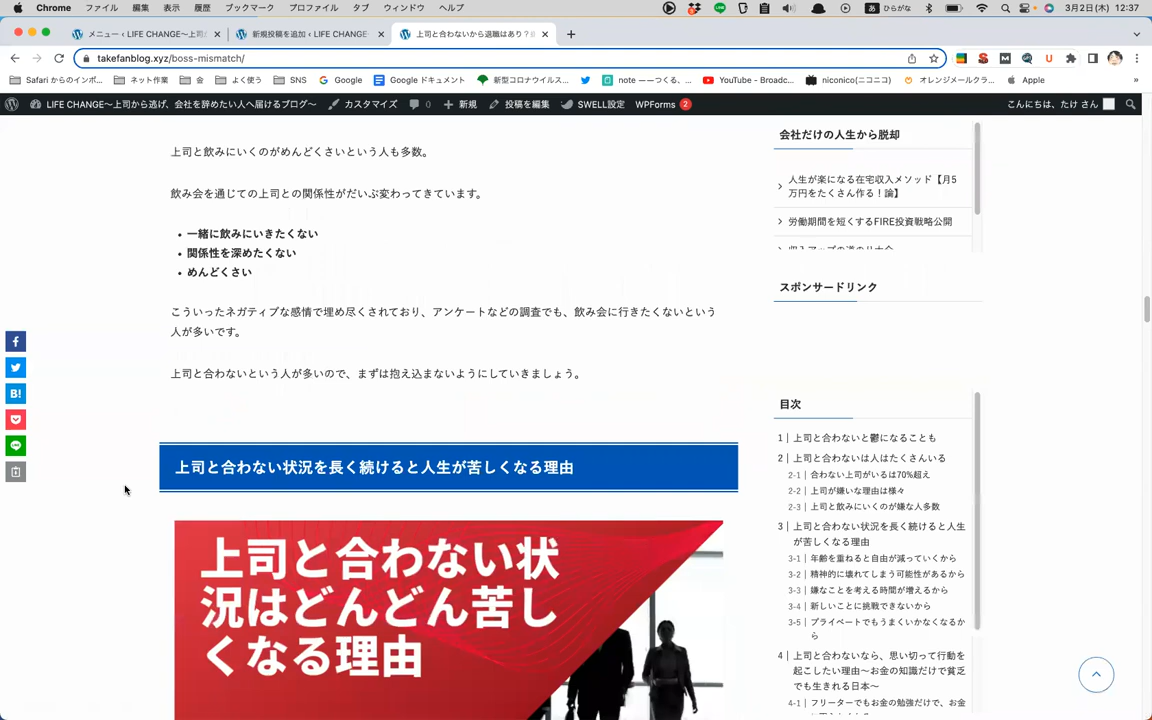 Chrome ファイル 編集 表示 履歴 ブックマーク プロファイル タブ ウィンドウ ヘルプ
あ ひらがな 3月2日(木) 12:37
メニュー ‹ LIFE CHANGE〜上司か
新規投稿を追加 ‹ LIFE CHANGE
上司と合わないから退職はあり?
takefanblog.xyz/boss-mismatch/
Safari からのインポ... ネット作業 金 よく行く SNS Google Google ドキュメント 新型コロナウイルス... note ーーつくる、... YouTube - Broadc... niconico(ニコニコ) オレンジメールクラ... Apple »
LIFE CHANGE〜上司から逃げ、会社を辞めたい人へ届けるブログ〜 カスタマイズ 0 新規 投稿を編集 SWELL設定 WPForms 2 こんにちは、たけ さん
上司と飲みにいくのがめんどくさいという人も多数。
飲み会を通じての上司との関係性がだいぶ変わってきています。
• 一緒に飲みにいきたくない
• 関係性を深めたくない
• めんどくさい
こういったネガティブな感情で埋め尽くされており、アンケートなどの調査でも、飲み会に行きたくないという
人が多いです。
上司と合わないという人が多いので、まずは抱え込まないようにしていきましょう。
上司と合わない状況を長く続けると人生が苦しくなる理由
上司と合わない状
況はどんどん苦し
くなる理由
B!
会社だけの人生から脱却
人生が楽になる在宅収入メソッド【月5
万円をたくさん作る!論】
労働期間を短くするFIRE投資戦略公開
スポンサードリンク
目次
1 上司と合わないと鬱になることも
2 上司と合わないは人はたくさんいる
2-1 合わない上司がいるは70%超え
2-2 上司が嫌いな理由は様々
2-3 上司と飲みにいくのが嫌な人多数
3 上司と合わない状況を長く続けると人生
が苦しくなる理由
3-1 年齢を重ねると自由が減っていくから
3-2 精神的に壊れてしまう可能性があるから
3-3 嫌なことを考える時間が増えるから
3-4 新しいことに挑戦できないから
3-5 プライベートでもうまくいかなくなるか
ら
4 上司と合わないなら、思い切って行動を
起こしたい理由〜お金の知識だけで貧乏
でも生きれる日本〜
4-1 フリーターでもお金の勉強だけで、お金